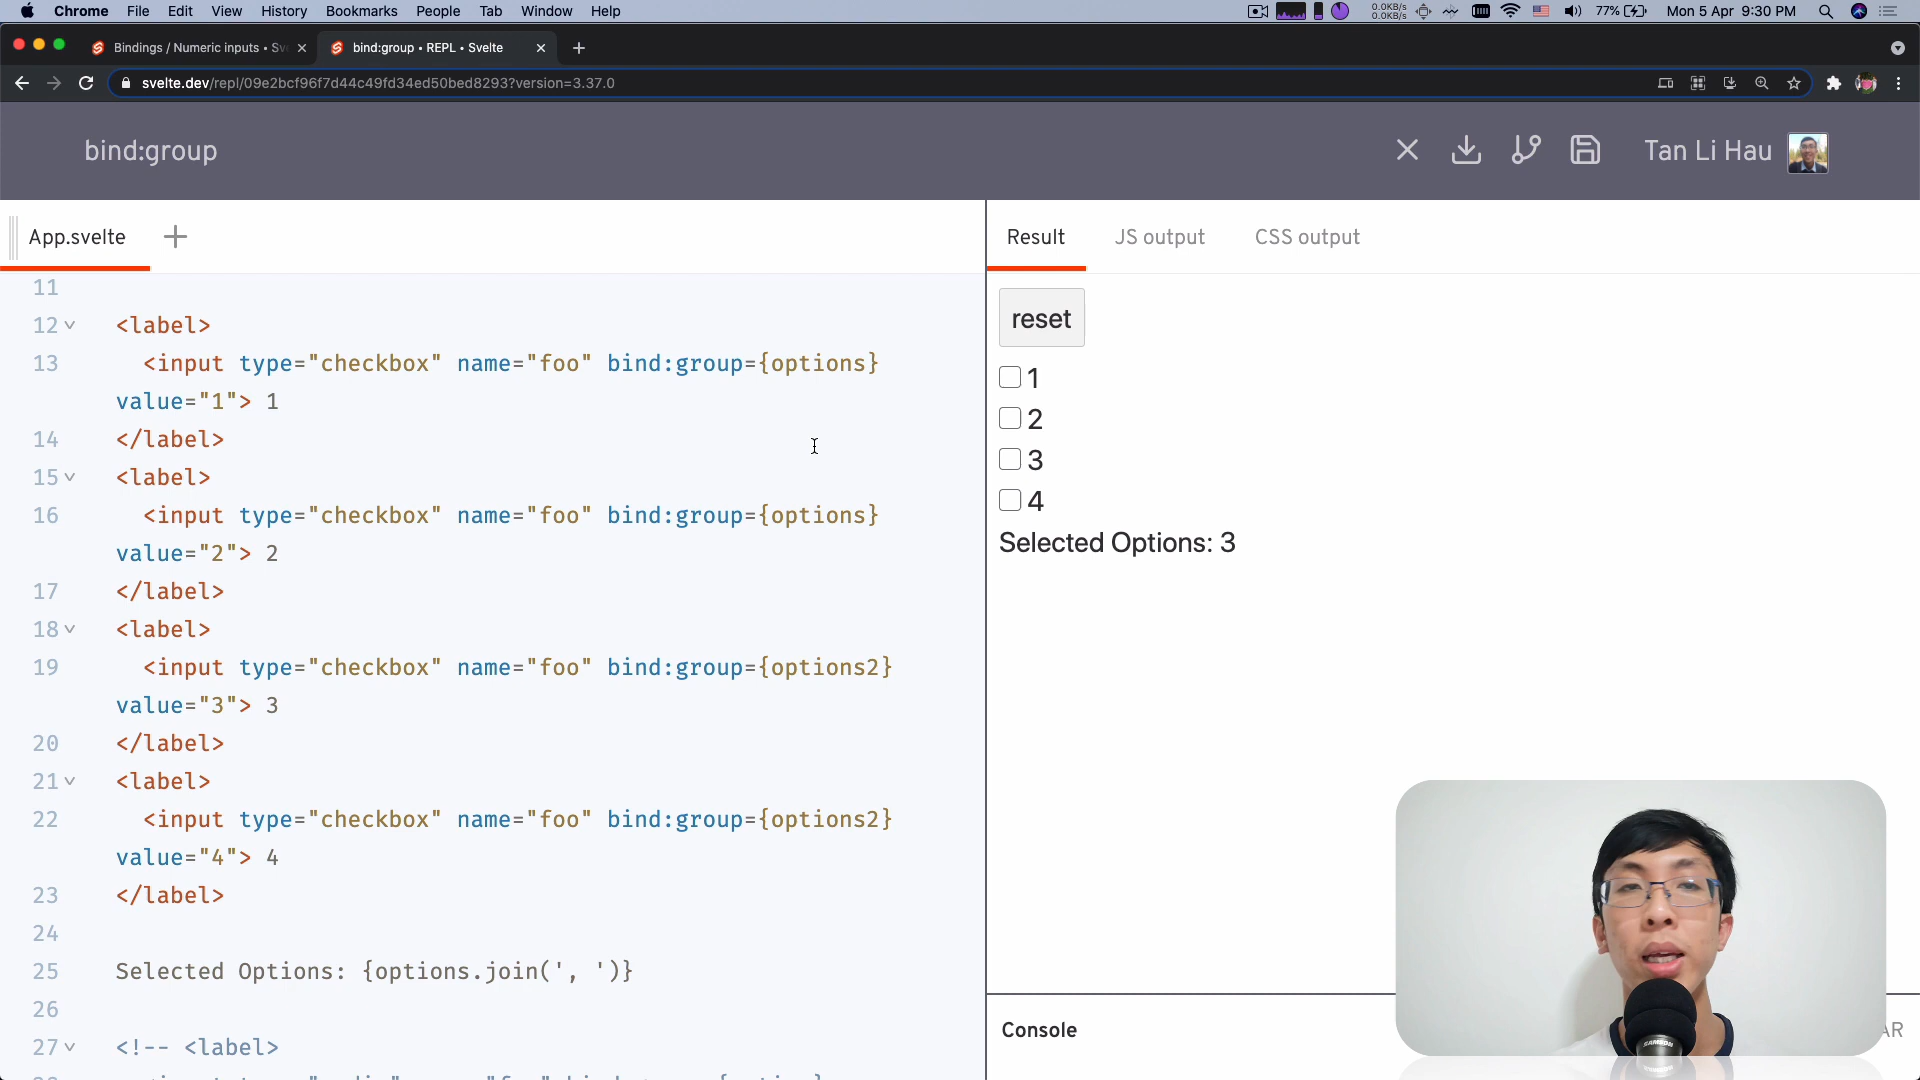 Chrome File Edit View History Bookmarks People Tab Window Help
0.0KB/s
0.0KB/s
77%
Mon 5 Apr 9:30 PM
Bindings / Numeric inputs • Sv
bind:group • REPL • Svelte
svelte.dev/repl/09e2bcf96f7d44c49fd34ed50bed8293?version=3.37.0
bind:group
Tan Li Hau
App.svelte
Result JS output CSS output
11
12 <label>
13 <input type="checkbox" name="foo" bind:group={options}
value="1"> 1
14 </label>
15 <label>
16 <input type="checkbox" name="foo" bind:group={options}
value="2"> 2
17 </label>
18 <label>
19 <input type="checkbox" name="foo" bind:group={options2}
value="3"> 3
20 </label>
21 <label>
22 <input type="checkbox" name="foo" bind:group={options2}
value="4"> 4
23 </label>
24
25 Selected Options: {options.join(', ')}
26
27 <!-- <label>
reset
1
2
3
4
Selected Options: 3
Console
AR
SAMSON